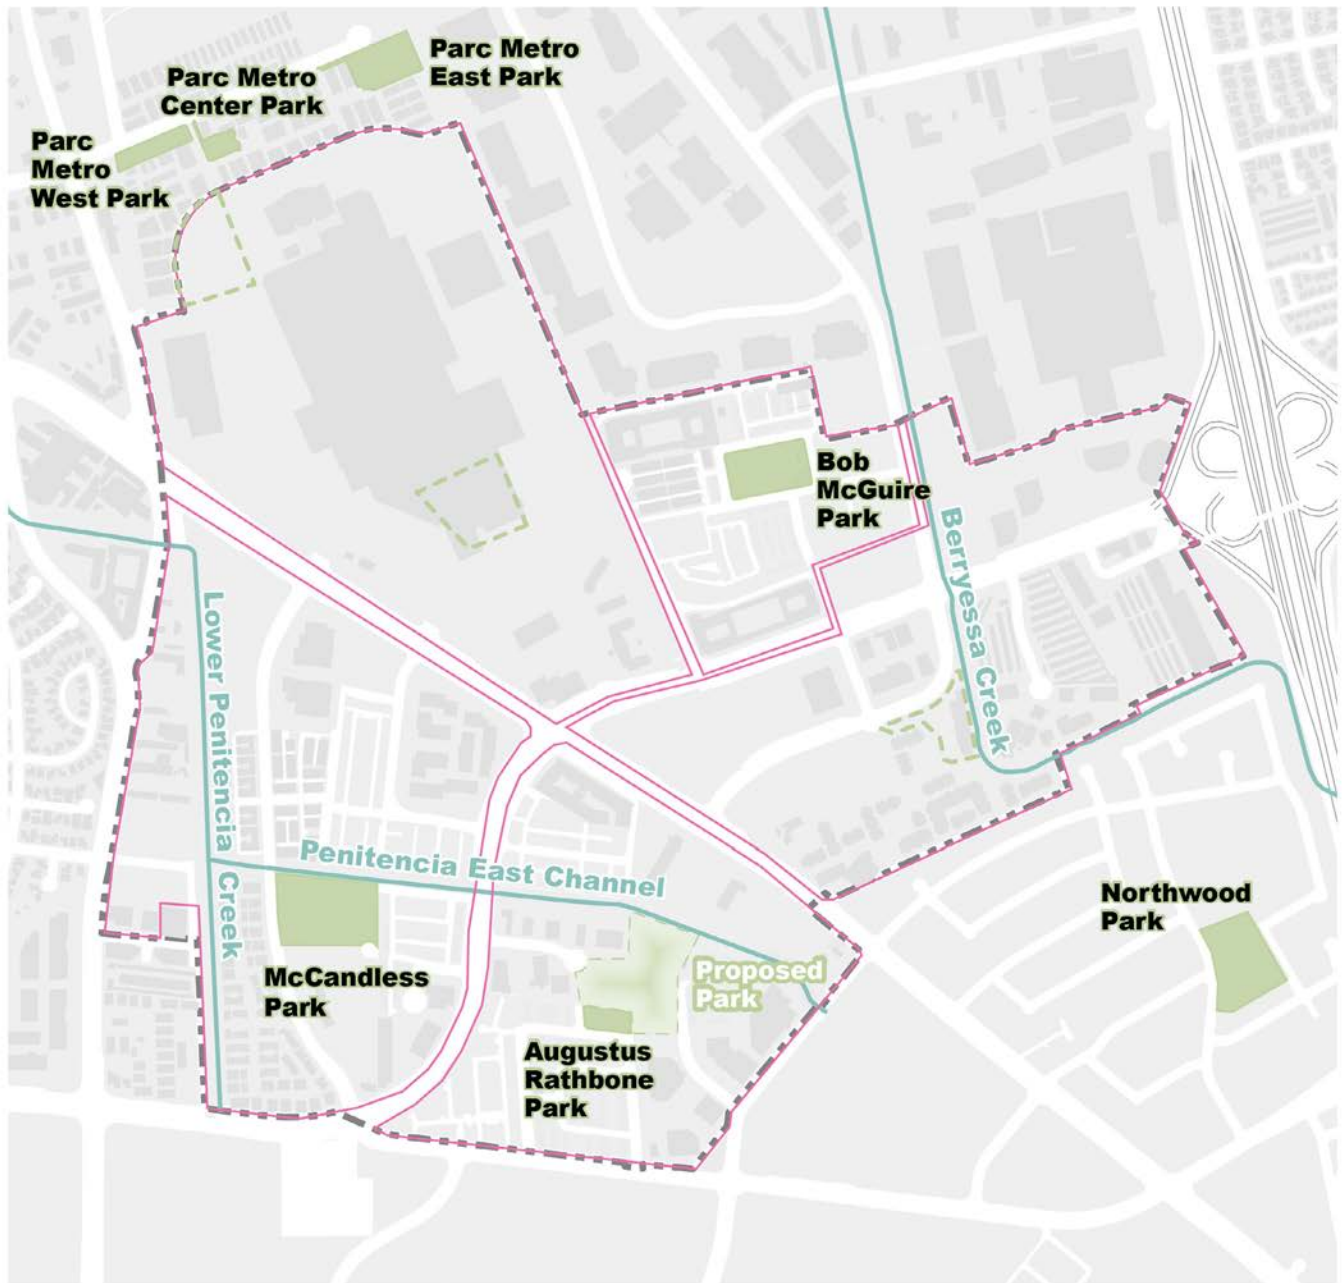 Parc Metro
East Park
Parc Metro
Center Park
Parc
Metro
West Park
Bob
McGuire
Park
Berryessa Creek
Lower Penitencia Creek
Penitencia East Channel
Northwood
Park
McCandless
Park
Proposed
Park
Augustus
Rathbone
Park